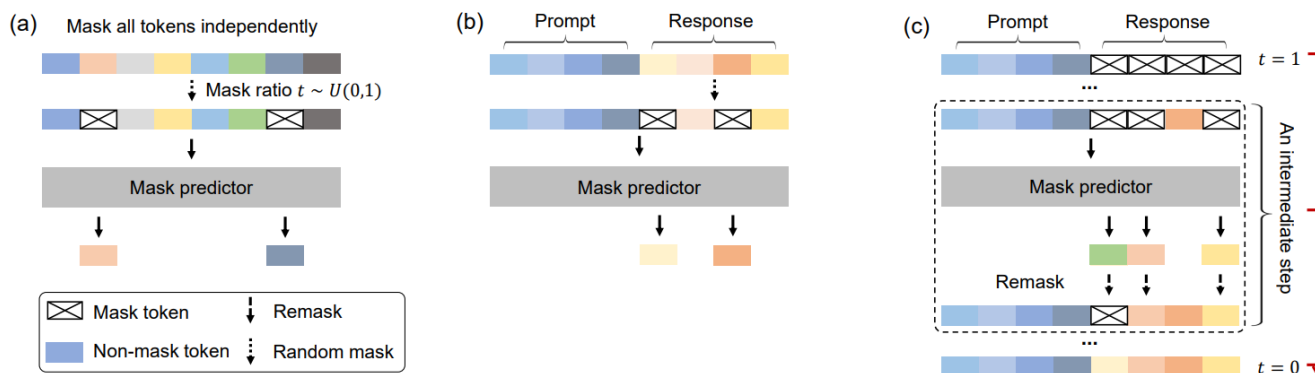 (a)
Mask all tokens independently
Mask ratio t ~ U(0,1)
Mask predictor
Mask token
Remask
Non-mask token
Random mask
(b)
Prompt
Response
Mask predictor
(c)
Prompt
Response
t = 1
...
Mask predictor
Remask
An intermediate step
...
t = 0